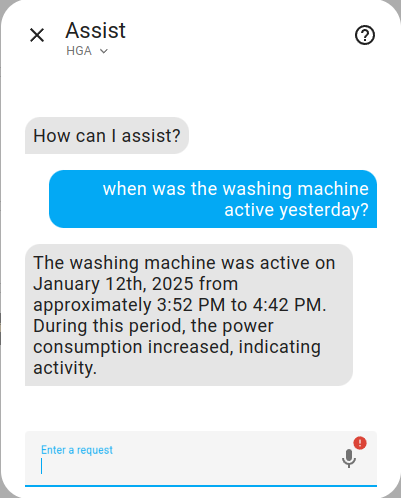 Assist
HGA
How can I assist?
when was the washing machine
active yesterday?
The washing machine was active on
January 12th, 2025 from
approximately 3:52 PM to 4:42 PM.
During this period, the power
consumption increased, indicating
activity.
Enter a request